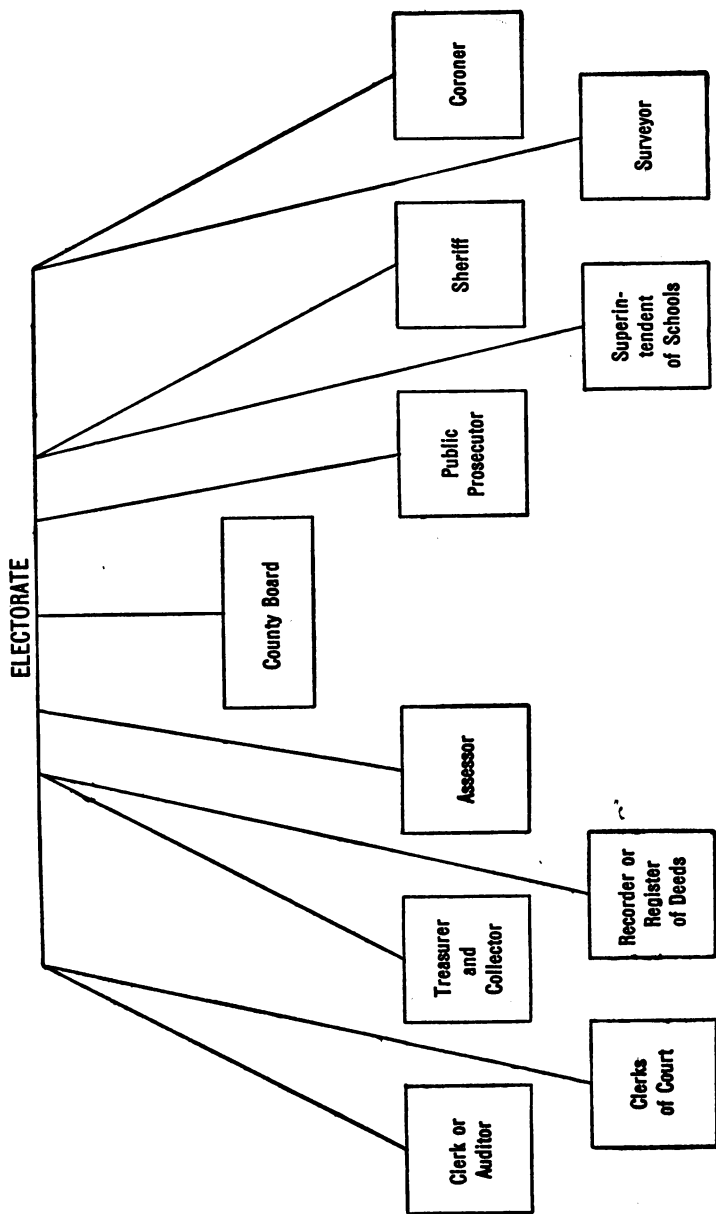 ELECTORATE
County Board
Clerk or
Auditor
Treasurer
and
Collector
Assessor
Public
Prosecutor
Sheriff
Coroner
Clerks
of Court
Recorder or
Register
of Deeds
Superin-
tendent
of Schools
Surveyor